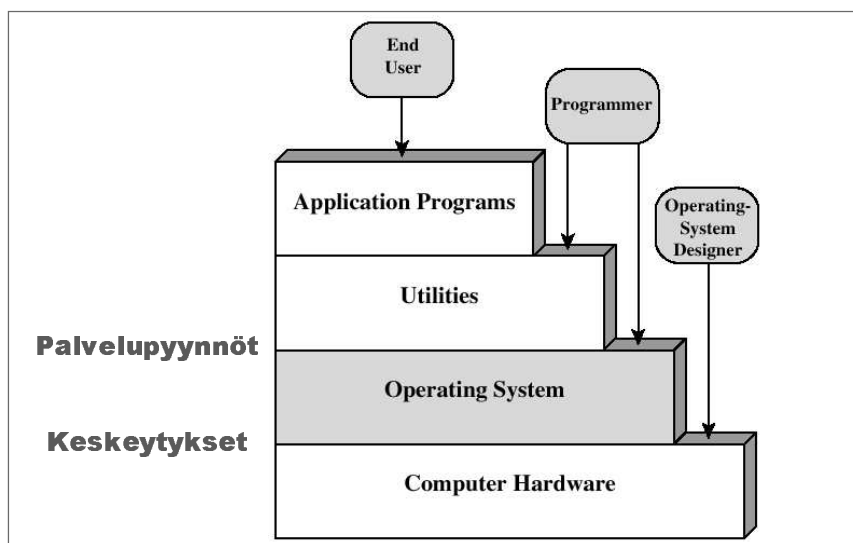 End
User
Programmer
Application Programs
Operating-
System
Designer
Utilities
Palvelupyynnöt
Operating System
Keskeytykset
Computer Hardware